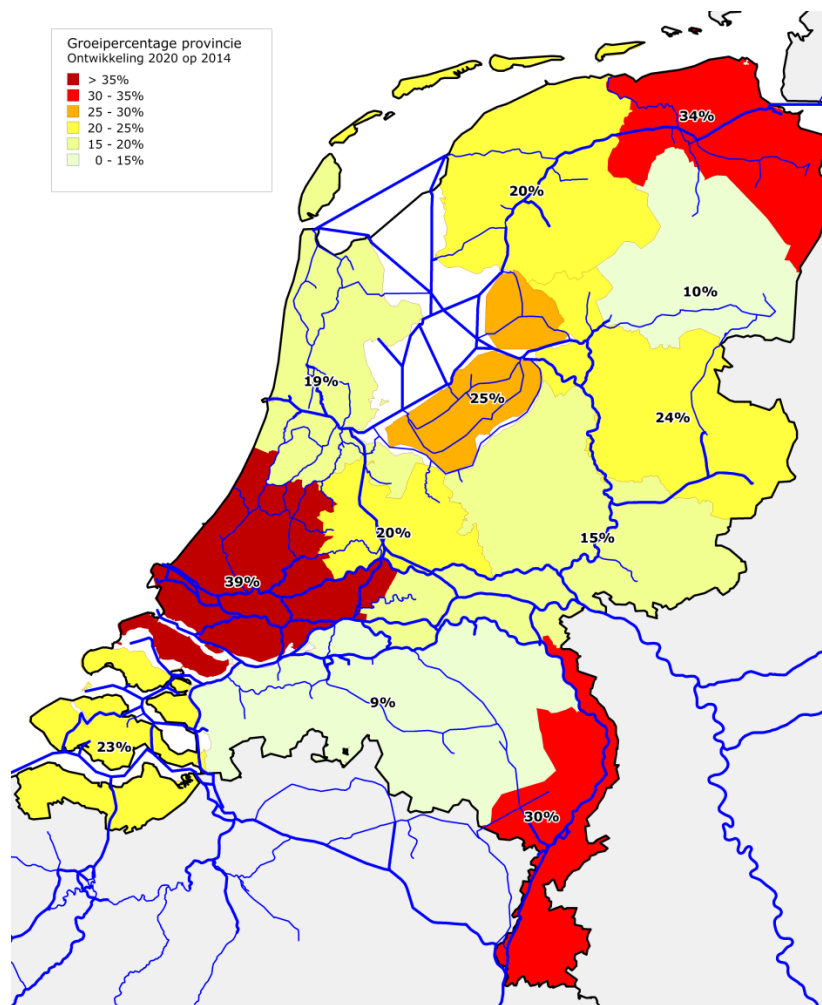 Groeipercentage provincie
Ontwikkeling 2020 op 2014
> 35%
30 - 35%
25 - 30%
20 - 25%
15 - 20%
0 - 15%
34%
20%
10%
19%
25%
24%
20%
15%
39%
9%
23%
30%